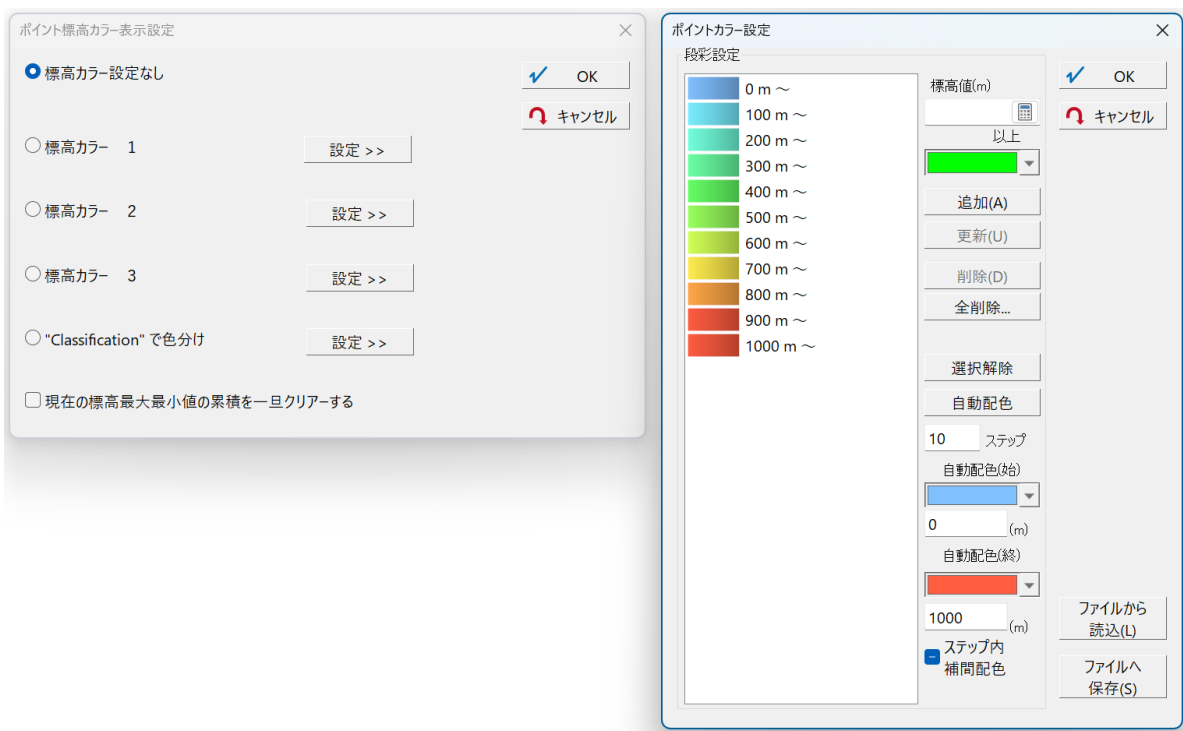 ポイント標高カラー表示設定
標高カラー設定なし
OK
キャンセル
標高カラー 1
設定 >>
標高カラー 2
設定 >>
標高カラー 3
設定 >>
"Classification" で色分け
設定 >>
現在の標高最大最小値の累積を一旦クリアーする
ポイントカラー設定
段彩設定
0 m ～
100 m ～
200 m ～
300 m ～
400 m ～
500 m ～
600 m ～
700 m ～
800 m ～
900 m ～
1000 m ～
標高値(m)
以上
追加(A)
更新(U)
削除(D)
全削除...
選択解除
自動配色
10 ステップ
自動配色(始)
0 (m)
自動配色(終)
1000 (m)
ステップ内
補間配色
OK
キャンセル
ファイルから
読込(L)
ファイルへ
保存(S)